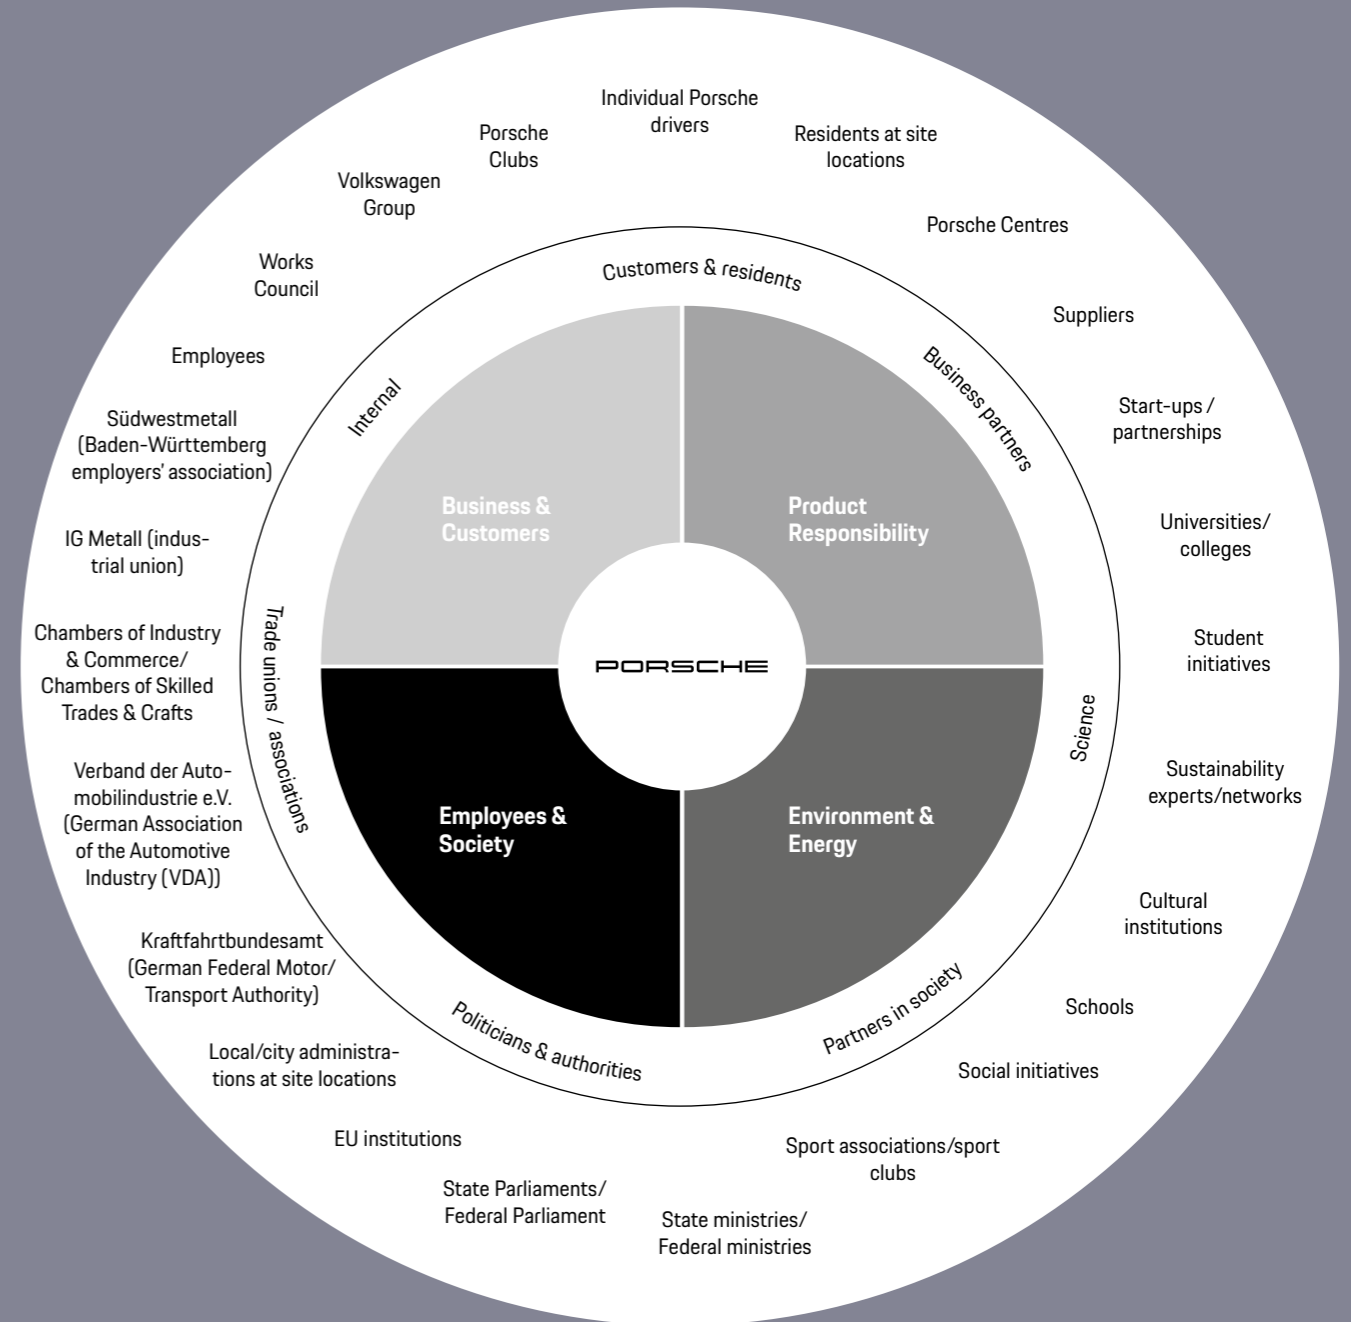 Individual Porsche
drivers
Residents at site
locations
Porsche Centres
Suppliers
Start-ups /
partnerships
Universities/
colleges
Student
initiatives
Sustainability
experts/networks
Cultural
institutions
Schools
Social initiatives
Sport associations/sport
clubs
State ministries/
Federal ministries
State Parliaments/
Federal Parliament
EU institutions
Local/city administra-
tions at site locations
Kraftfahrtbundesamt
(German Federal Motor/
Transport Authority)
Verband der Auto-
mobilindustrie e.V.
(German Association
of the Automotive
Industry (VDA))
Chambers of Industry
& Commerce/
Chambers of Skilled
Trades & Crafts
IG Metall (indus-
trial union)
Südwestmetall
(Baden-Württemberg
employers' association)
Employees
Works
Council
Volkswagen
Group
Porsche
Clubs
Customers & residents
Business partners
Science
Partners in society
Politicians & authorities
Trade unions / associations
Internal
Business &
Customers
Product
Responsibility
Employees &
Society
Environment &
Energy
PORSCHE